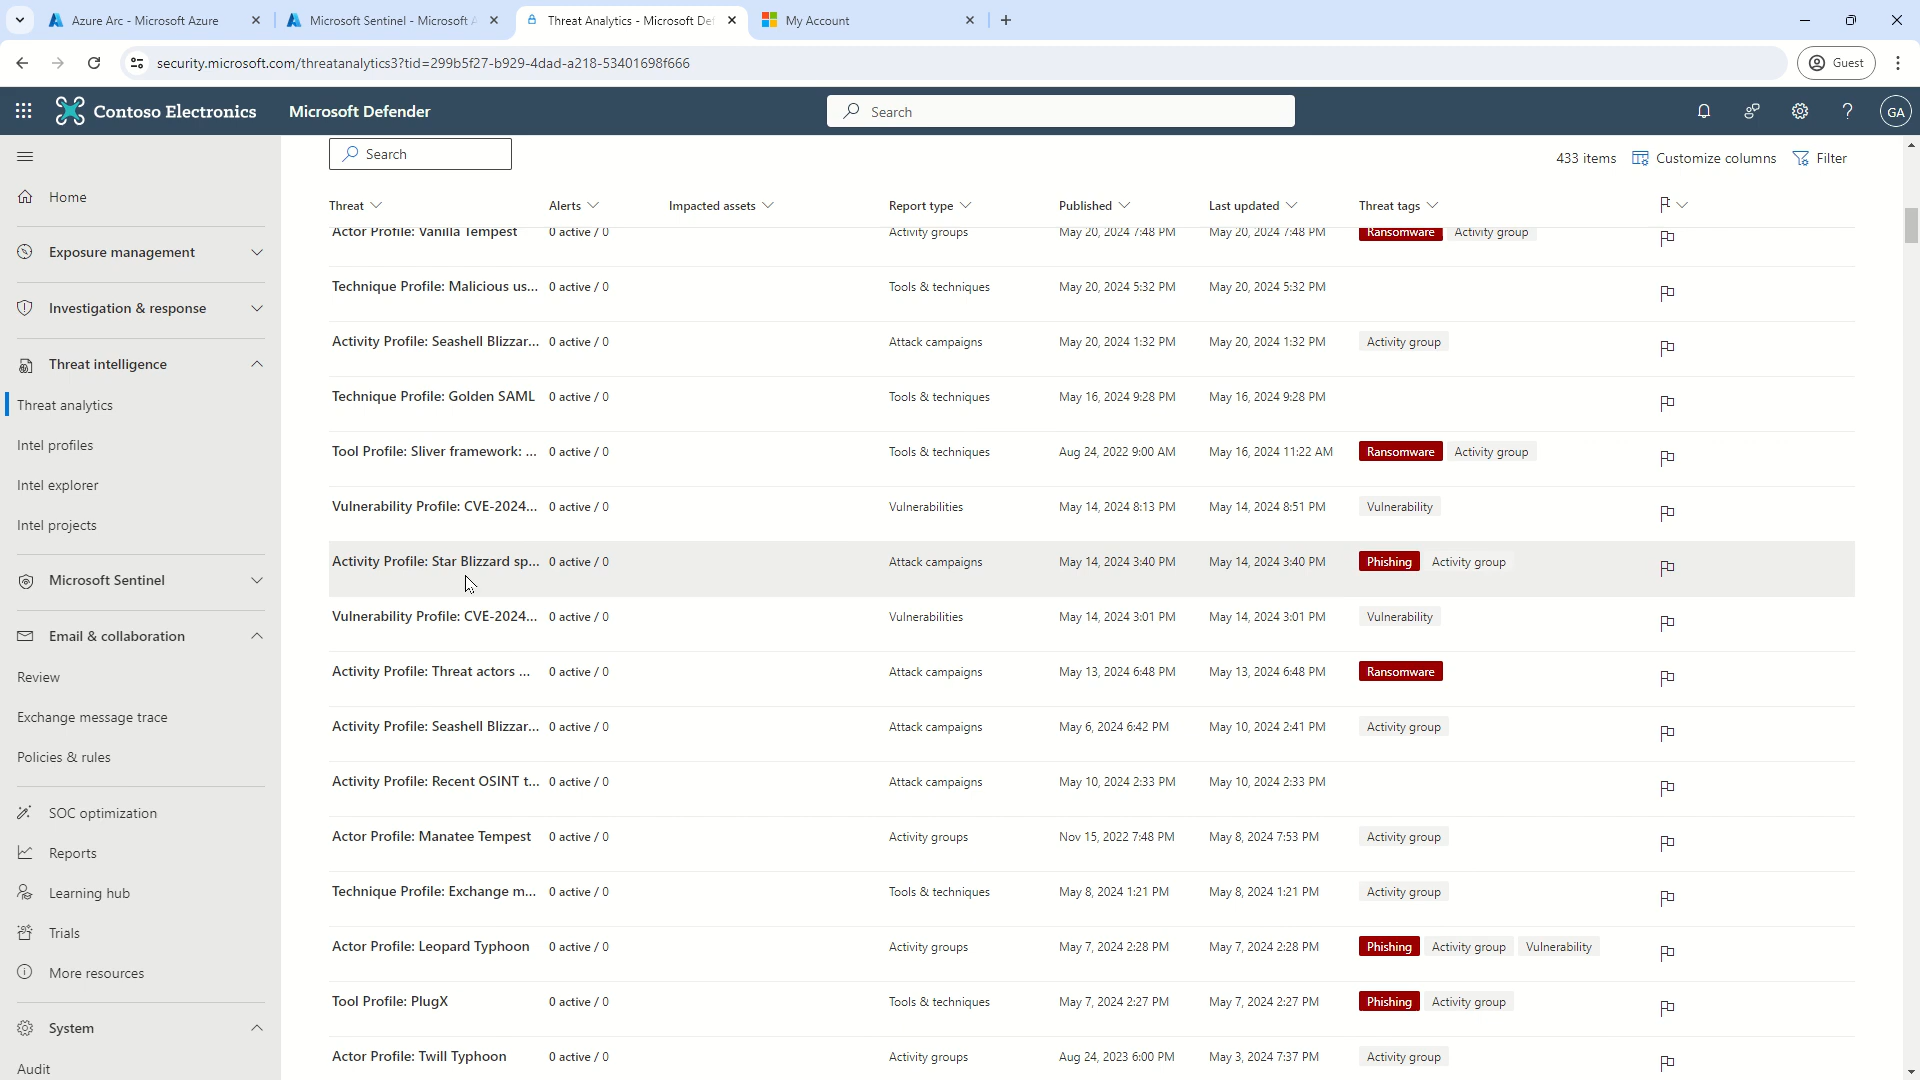 Azure Arc - Microsoft Azure
Microsoft Sentinel - Microsoft A
Threat Analytics - Microsoft Def
My Account
security.microsoft.com/threatanalytics3?tid=299b5f27-b929-4dad-a218-53401698f666
Guest
Contoso Electronics
Microsoft Defender
Search
GA
Home
Exposure management
Investigation & response
Threat intelligence
Threat analytics
Intel profiles
Intel explorer
Intel projects
Microsoft Sentinel
Email & collaboration
Review
Exchange message trace
Policies & rules
SOC optimization
Reports
Learning hub
Trials
More resources
System
Audit
Search
433 items Customize columns Filter
Threat Alerts Impacted assets Report type Published Last updated Threat tags
Actor Profile: Vanilla Tempest 0 active / 0 Activity groups May 20, 2024 7:48 PM May 20, 2024 7:48 PM Ransomware Activity group
Technique Profile: Malicious us... 0 active / 0 Tools & techniques May 20, 2024 5:32 PM May 20, 2024 5:32 PM
Activity Profile: Seashell Blizzar... 0 active / 0 Attack campaigns May 20, 2024 1:32 PM May 20, 2024 1:32 PM Activity group
Technique Profile: Golden SAML 0 active / 0 Tools & techniques May 16, 2024 9:28 PM May 16, 2024 9:28 PM
Tool Profile: Sliver framework: ... 0 active / 0 Tools & techniques Aug 24, 2022 9:00 AM May 16, 2024 11:22 AM Ransomware Activity group
Vulnerability Profile: CVE-2024... 0 active / 0 Vulnerabilities May 14, 2024 8:13 PM May 14, 2024 8:51 PM Vulnerability
Activity Profile: Star Blizzard sp... 0 active / 0 Attack campaigns May 14, 2024 3:40 PM May 14, 2024 3:40 PM Phishing Activity group
Vulnerability Profile: CVE-2024... 0 active / 0 Vulnerabilities May 14, 2024 3:01 PM May 14, 2024 3:01 PM Vulnerability
Activity Profile: Threat actors ... 0 active / 0 Attack campaigns May 13, 2024 6:48 PM May 13, 2024 6:48 PM Ransomware
Activity Profile: Seashell Blizzar... 0 active / 0 Attack campaigns May 6, 2024 6:42 PM May 10, 2024 2:41 PM Activity group
Activity Profile: Recent OSINT t... 0 active / 0 Attack campaigns May 10, 2024 2:33 PM May 10, 2024 2:33 PM
Actor Profile: Manatee Tempest 0 active / 0 Activity groups Nov 15, 2022 7:48 PM May 8, 2024 7:53 PM Activity group
Technique Profile: Exchange m... 0 active / 0 Tools & techniques May 8, 2024 1:21 PM May 8, 2024 1:21 PM Activity group
Actor Profile: Leopard Typhoon 0 active / 0 Activity groups May 7, 2024 2:28 PM May 7, 2024 2:28 PM Phishing Activity group Vulnerability
Tool Profile: PlugX 0 active / 0 Tools & techniques May 7, 2024 2:27 PM May 7, 2024 2:27 PM Phishing Activity group
Actor Profile: Twill Typhoon 0 active / 0 Activity groups Aug 24, 2023 6:00 PM May 3, 2024 7:37 PM Activity group